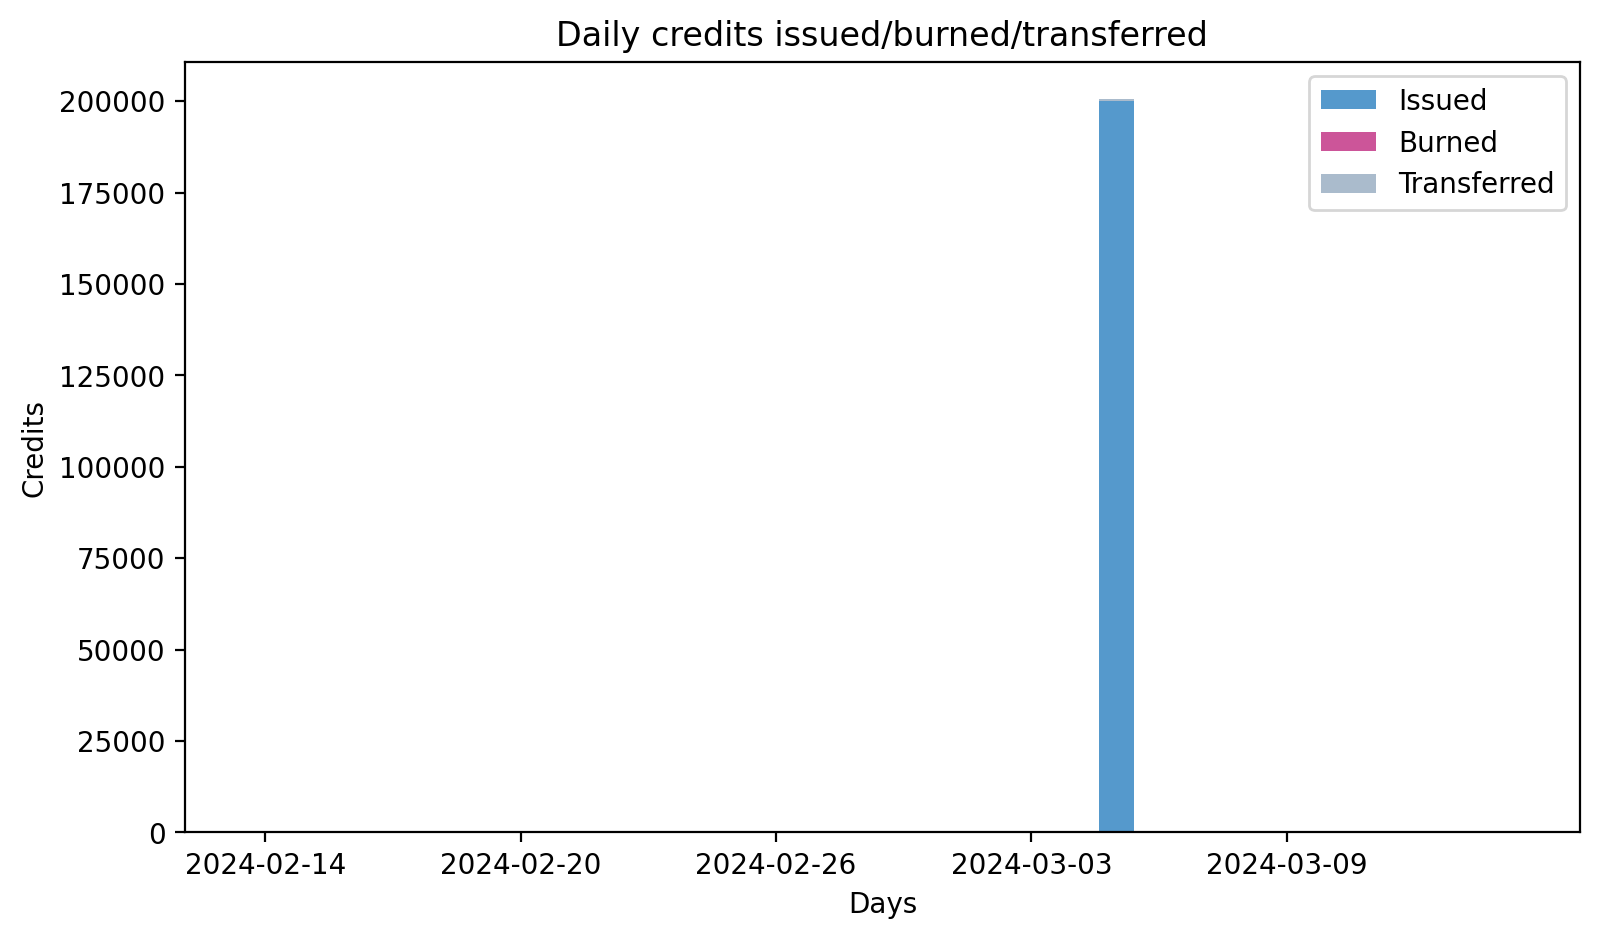 Daily credits issued/burned/transferred
200000
175000
150000
125000
100000
75000
50000
25000
0
Credits
Issued
Burned
Transferred
2024-02-14 2024-02-20 2024-02-26 2024-03-03 2024-03-09
Days